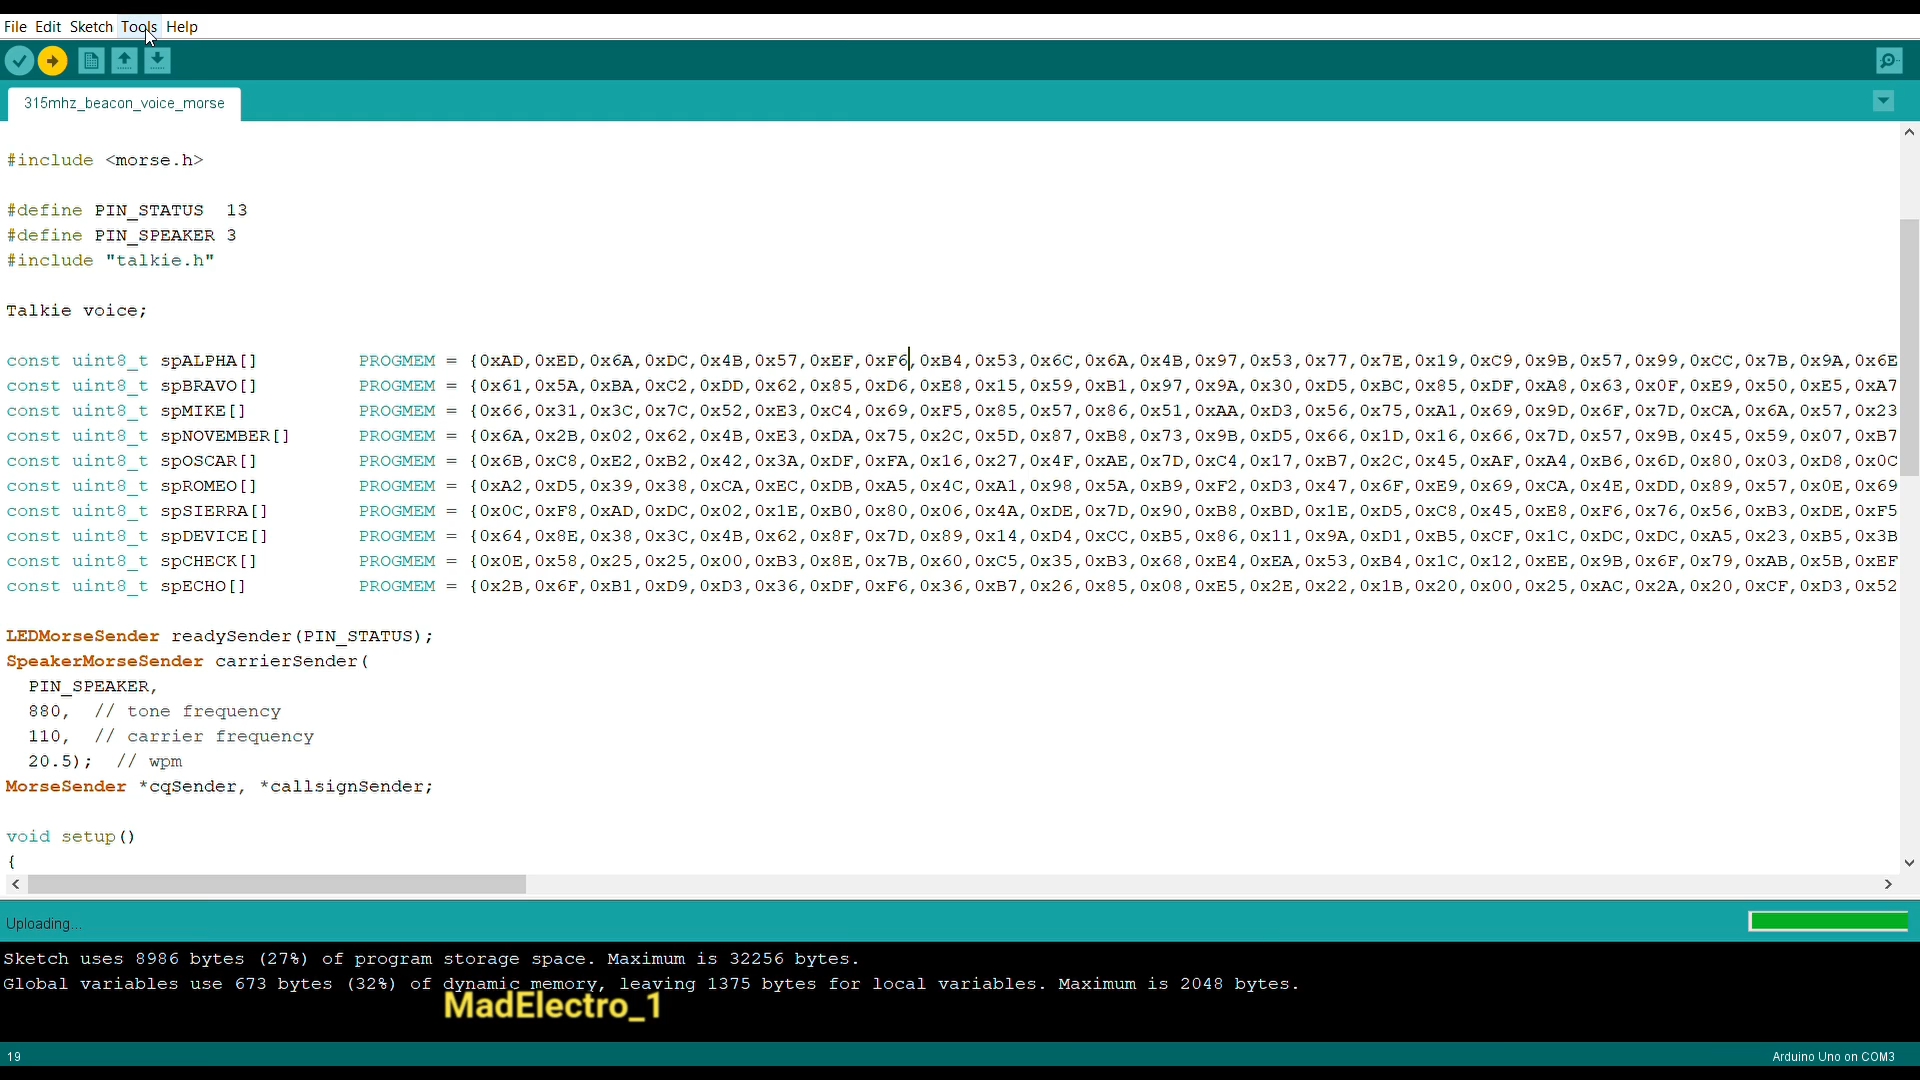 File Edit Sketch Tools Help
315mhz_beacon_voice_morse
#include <morse.h>
#define PIN_STATUS  13
#define PIN_SPEAKER 3
#include "talkie.h"
Talkie voice;
const uint8_t spALPHA[]          PROGMEM = {0xAD,0xED,0x6A,0xDC,0x4B,0x57,0xEF,0xF6,0xB4,0x53,0x6C,0x6A,0x4B,0x97,0x53,0x77,0x7E,0x19,0xC9,0x9B,0x57,0x99,0xCC,0x7B,0x9A,0x6E
const uint8_t spBRAVO[]          PROGMEM = {0x61,0x5A,0xBA,0xC2,0xDD,0x62,0x85,0xD6,0xE8,0x15,0x59,0xB1,0x97,0x9A,0x30,0xD5,0xBC,0x85,0xDF,0xA8,0x63,0x0F,0xE9,0x50,0xE5,0xA7
const uint8_t spMIKE[]           PROGMEM = {0x66,0x31,0x3C,0x7C,0x52,0xE3,0xC4,0x69,0xF5,0x85,0x57,0x86,0x51,0xAA,0xD3,0x56,0x75,0xA1,0x69,0x9D,0x6F,0x7D,0xCA,0x6A,0x57,0x23
const uint8_t spNOVEMBER[]       PROGMEM = {0x6A,0x2B,0x02,0x62,0x4B,0xE3,0xDA,0x75,0x2C,0x5D,0x87,0xB8,0x73,0x9B,0xD5,0x66,0x1D,0x16,0x66,0x7D,0x57,0x9B,0x45,0x59,0x07,0xB7
const uint8_t spOSCAR[]          PROGMEM = {0x6B,0xC8,0xE2,0xB2,0x42,0x3A,0xDF,0xFA,0x16,0x27,0x4F,0xAE,0x7D,0xC4,0x17,0xB7,0x2C,0x45,0xAF,0xA4,0xB6,0x6D,0x80,0x03,0xD8,0x0C
const uint8_t spROMEO[]          PROGMEM = {0xA2,0xD5,0x39,0x38,0xCA,0xEC,0xDB,0xA5,0x4C,0xA1,0x98,0x5A,0xB9,0xF2,0xD3,0x47,0x6F,0xE9,0x69,0xCA,0x4E,0xDD,0x89,0x57,0x0E,0x69
const uint8_t spSIERRA[]         PROGMEM = {0x0C,0xF8,0xAD,0xDC,0x02,0x1E,0xB0,0x80,0x06,0x4A,0xDE,0x7D,0x90,0xB8,0xBD,0x1E,0xD5,0xC8,0x45,0xE8,0xF6,0x76,0x56,0xB3,0xDE,0xF5
const uint8_t spDEVICE[]         PROGMEM = {0x64,0x8E,0x38,0x3C,0x4B,0x62,0x8F,0x7D,0x89,0x14,0xD4,0xCC,0xB5,0x86,0x11,0x9A,0xD1,0xB5,0xCF,0x1C,0xDC,0xDC,0xA5,0x23,0xB5,0x3B
const uint8_t spCHECK[]          PROGMEM = {0x0E,0x58,0x25,0x25,0x00,0xB3,0x8E,0x7B,0x60,0xC5,0x35,0xB3,0x68,0xE4,0xEA,0x53,0xB4,0x1C,0x12,0xEE,0x9B,0x6F,0x79,0xAB,0x5B,0xEF
const uint8_t spECHO[]           PROGMEM = {0x2B,0x6F,0xB1,0xD9,0xD3,0x36,0xDF,0xF6,0x36,0xB7,0x26,0x85,0x08,0xE5,0x2E,0x22,0x1B,0x20,0x00,0x25,0xAC,0x2A,0x20,0xCF,0xD3,0x52
LEDMorseSender readySender(PIN_STATUS);
SpeakerMorseSender carrierSender(
  PIN_SPEAKER,
  880,  // tone frequency
  110,  // carrier frequency
  20.5);  // wpm
MorseSender *cqSender, *callsignSender;
void setup()
{
Uploading...
Sketch uses 8986 bytes (27%) of program storage space. Maximum is 32256 bytes.
Global variables use 673 bytes (32%) of dynamic memory, leaving 1375 bytes for local variables. Maximum is 2048 bytes.
MadElectro_1
19
Arduino Uno on COM3